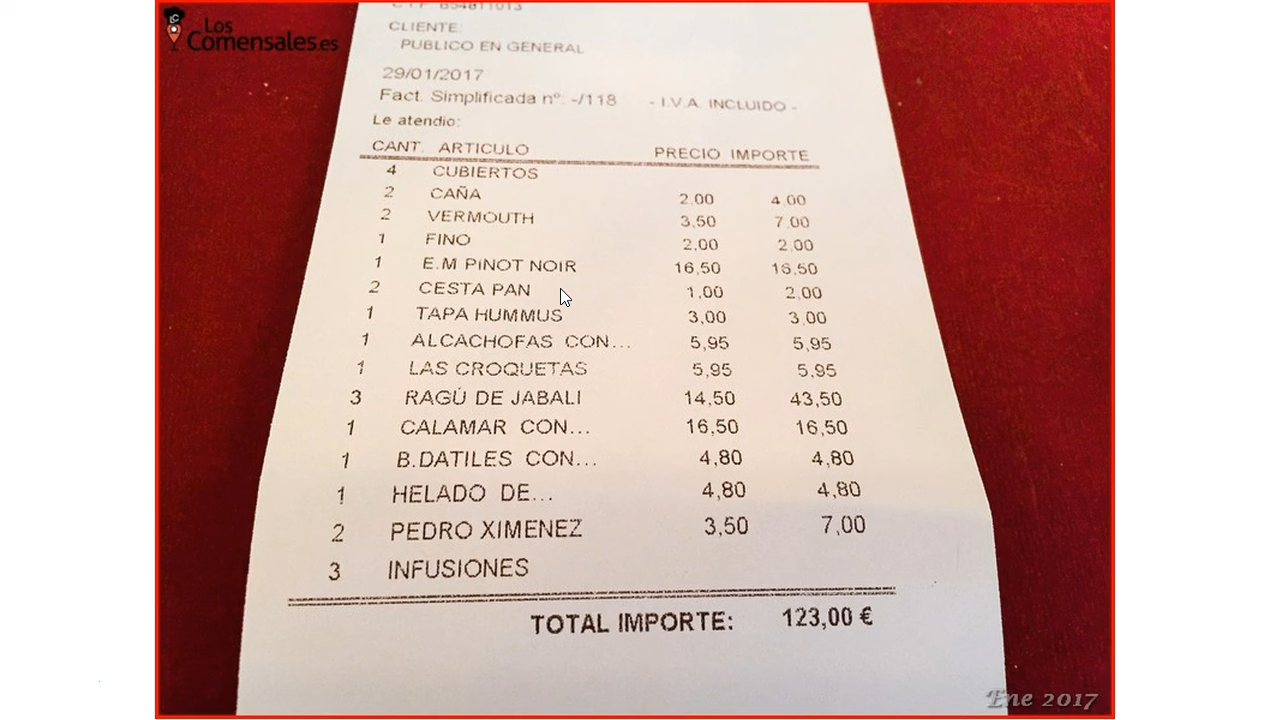 Los
Comensales.es
C.I.F. B54811013
CLIENTE:
PUBLICO EN GENERAL
29/01/2017
Fact. Simplificada nº: -/118 - I.V.A. INCLUIDO -
Le atendio:
CANT. ARTICULO PRECIO IMPORTE
4 CUBIERTOS
2 CAÑA 2,00 4,00
2 VERMOUTH 3,50 7,00
1 FINO 2,00 2,00
1 E.M PINOT NOIR 16,50 16,50
2 CESTA PAN 1,00 2,00
1 TAPA HUMMUS 3,00 3,00
1 ALCACHOFAS CON... 5,95 5,95
1 LAS CROQUETAS 5,95 5,95
3 RAGÚ DE JABALI 14,50 43,50
1 CALAMAR CON... 16,50 16,50
1 B.DATILES CON... 4,80 4,80
1 HELADO DE... 4,80 4,80
2 PEDRO XIMENEZ 3,50 7,00
3 INFUSIONES
TOTAL IMPORTE: 123,00 €
Ene 2017